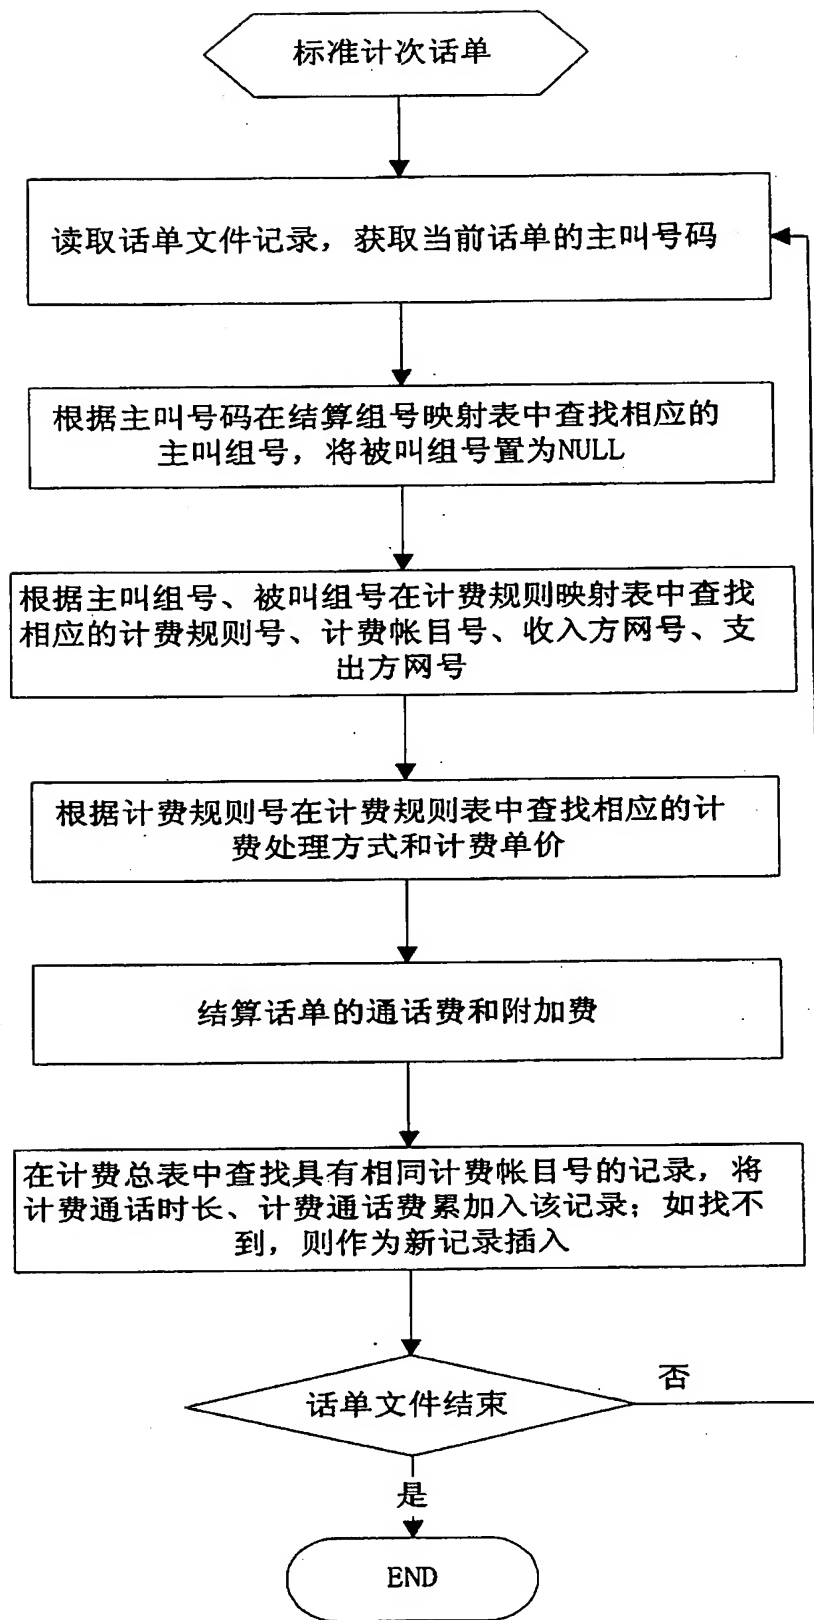 标准计次话单
读取话单文件记录，获取当前话单的主叫号码
根据主叫号码在结算组号映射表中查找相应的
主叫组号，将被叫组号置为NULL
根据主叫组号、被叫组号在计费规则映射表中查找
相应的计费规则号、计费帐目号、收入方网号、支
出方网号
根据计费规则号在计费规则表中查找相应的计
费处理方式和计费单价
结算话单的通话费和附加费
在计费总表中查找具有相同计费帐目号的记录，将
计费通话时长、计费通话费累加入该记录；如找不
到，则作为新记录插入
话单文件结束
否
是
END